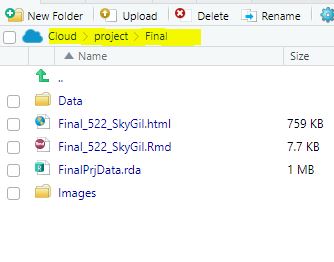 New Folder Upload Delete Rename
Cloud > project > Final
Name Size
..
Data
Final_522_SkyGil.html 759 KB
Final_522_SkyGil.Rmd 7.7 KB
FinalPrjData.rda 1 MB
Images